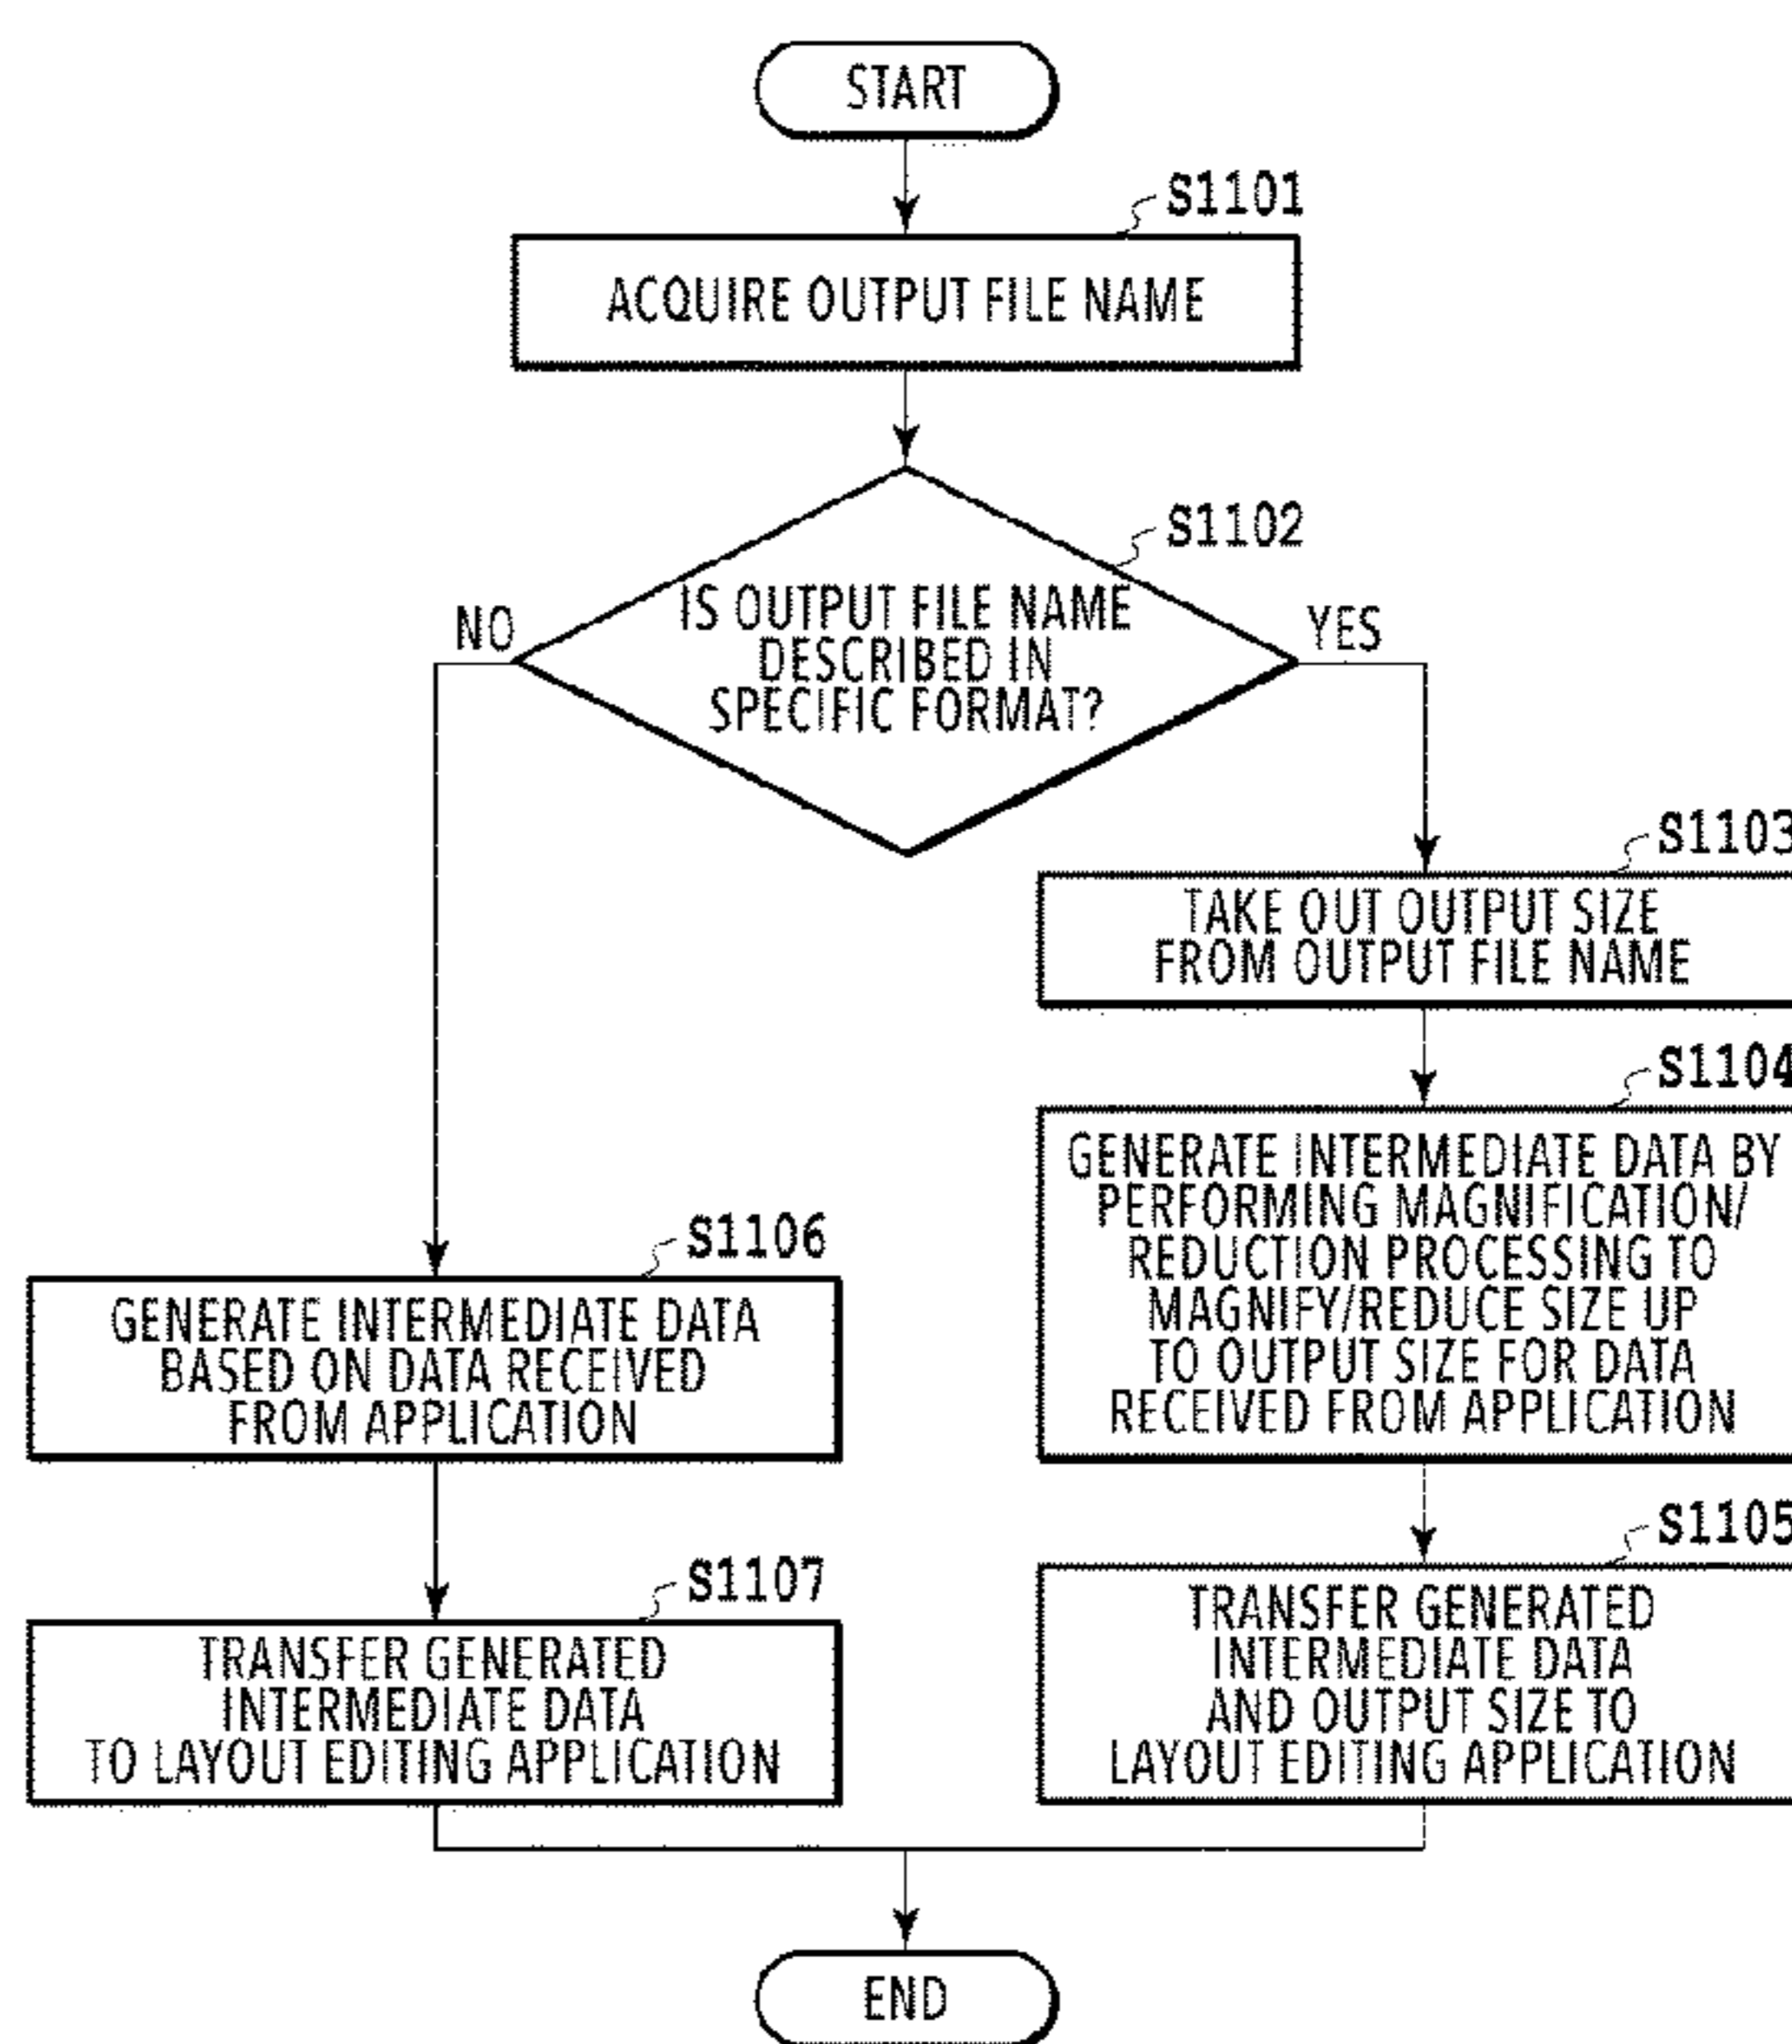 START
S1101
ACQUIRE OUTPUT FILE NAME
S1102
IS OUTPUT FILE NAME
DESCRIBED IN
SPECIFIC FORMAT?
NO
YES
S1103
TAKE OUT OUTPUT SIZE
FROM OUTPUT FILE NAME
S1104
GENERATE INTERMEDIATE DATA BY
PERFORMING MAGNIFICATION/
REDUCTION PROCESSING TO
MAGNIFY/REDUCE SIZE UP
TO OUTPUT SIZE FOR DATA
RECEIVED FROM APPLICATION
S1105
TRANSFER GENERATED
INTERMEDIATE DATA
AND OUTPUT SIZE TO
LAYOUT EDITING APPLICATION
S1106
GENERATE INTERMEDIATE DATA
BASED ON DATA RECEIVED
FROM APPLICATION
S1107
TRANSFER GENERATED
INTERMEDIATE DATA
TO LAYOUT EDITING APPLICATION
END